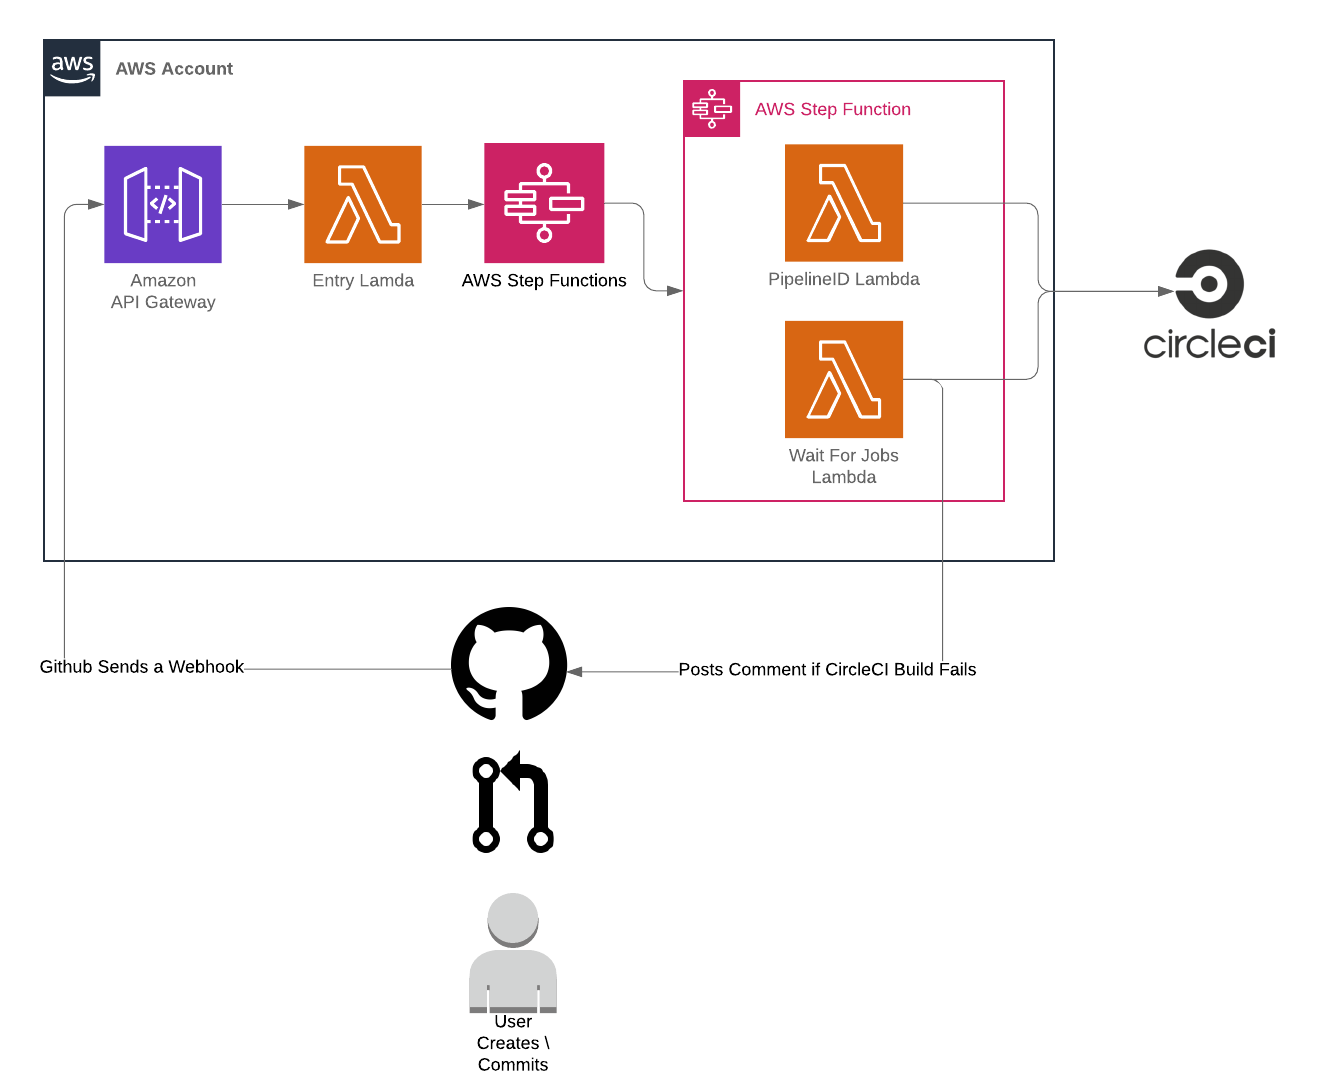 aws
AWS Account
AWS Step Function
Amazon
API Gateway
Entry Lamda
AWS Step Functions
PipelineID Lambda
Wait For Jobs
Lambda
circleci
Github Sends a Webhook
Posts Comment if CircleCI Build Fails
User
Creates \
Commits